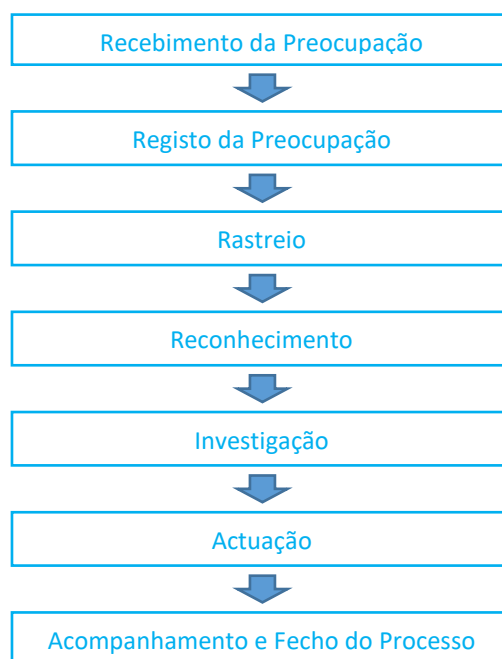 Recebimento da Preocupação
Registo da Preocupação
Rastreio
Reconhecimento
Investigação
Actuação
Acompanhamento e Fecho do Processo